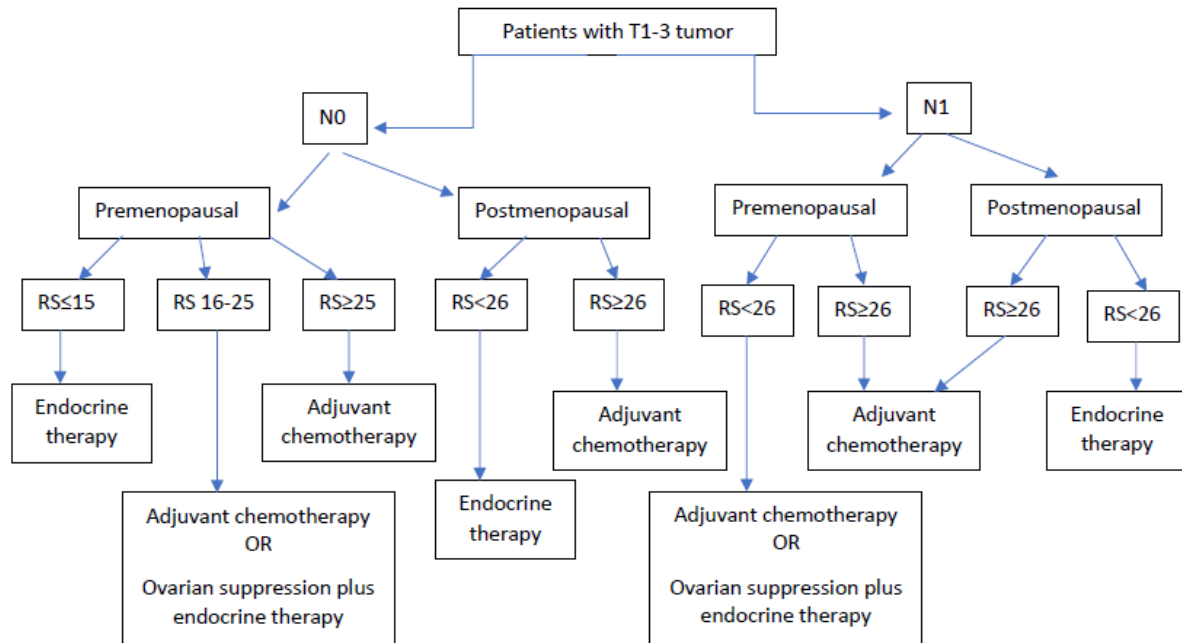 Patients with T1-3 tumor
N0
N1
Premenopausal
Postmenopausal
Premenopausal
Postmenopausal
RS≤15
RS 16-25
RS≥25
RS<26
RS≥26
RS<26
RS≥26
RS≥26
RS<26
Endocrine
therapy
Adjuvant
chemotherapy
Adjuvant
chemotherapy
Adjuvant
chemotherapy
Endocrine
therapy
Adjuvant chemotherapy
OR
Ovarian suppression plus
endocrine therapy
Endocrine
therapy
Adjuvant chemotherapy
OR
Ovarian suppression plus
endocrine therapy